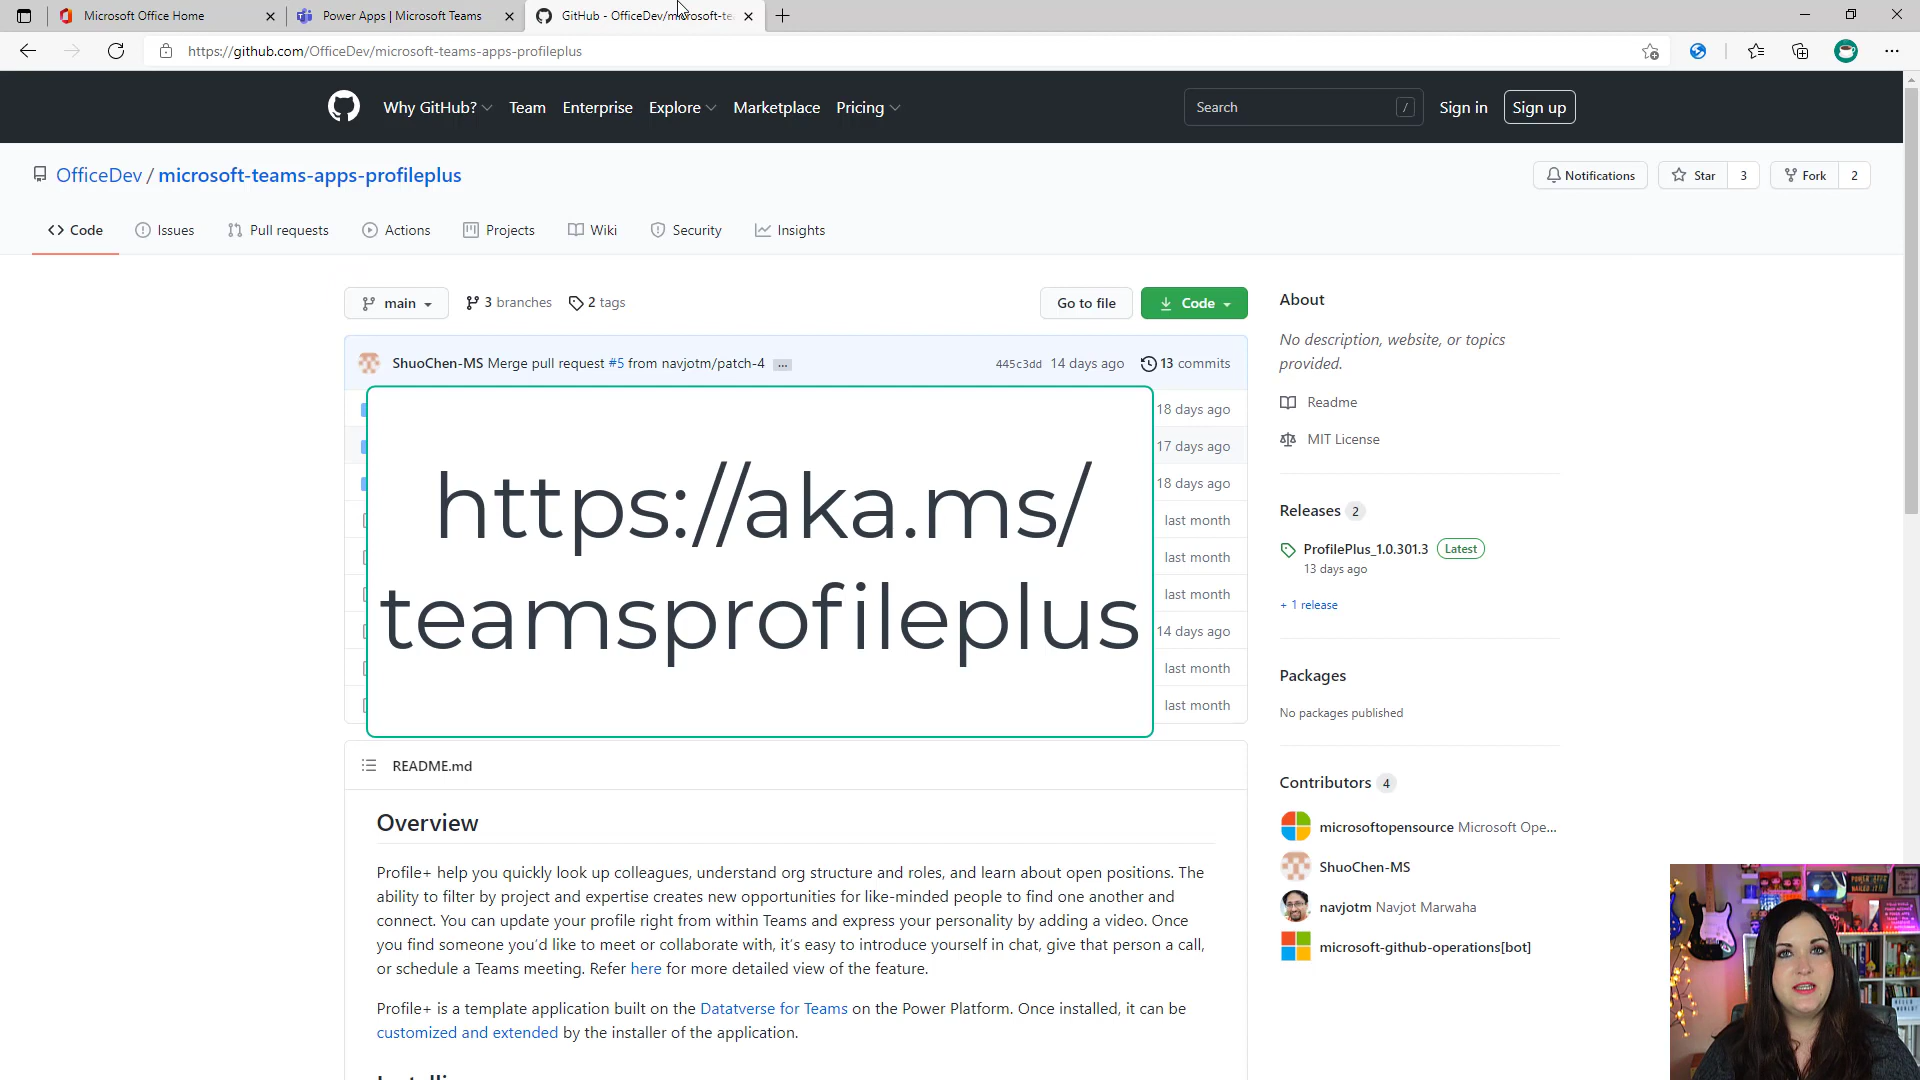 Microsoft Office Home
Power Apps | Microsoft Teams
GitHub - OfficeDev/microsoft-te
https://github.com/OfficeDev/microsoft-teams-apps-profileplus
Why GitHub? Team Enterprise Explore Marketplace Pricing
Search /
Sign in
Sign up
OfficeDev / microsoft-teams-apps-profileplus
Notifications
Star 3
Fork 2
Code Issues Pull requests Actions Projects Wiki Security Insights
main
3 branches
2 tags
Go to file
Code
ShuoChen-MS Merge pull request #5 from navjotm/patch-4 ...
445c3dd 14 days ago
13 commits
18 days ago
17 days ago
18 days ago
last month
last month
last month
14 days ago
last month
last month
https://aka.ms/
teamsprofileplus
README.md
Overview
Profile+ help you quickly look up colleagues, understand org structure and roles, and learn about open positions. The
ability to filter by project and expertise creates new opportunities for like-minded people to find one another and
connect. You can update your profile right from within Teams and express your personality by adding a video. Once
you find someone you'd like to meet or collaborate with, it's easy to introduce yourself in chat, give that person a call,
or schedule a Teams meeting. Refer here for more detailed view of the feature.
Profile+ is a template application built on the Datatverse for Teams on the Power Platform. Once installed, it can be
customized and extended by the installer of the application.
About
No description, website, or topics
provided.
Readme
MIT License
Releases 2
ProfilePlus_1.0.301.3 Latest
13 days ago
+ 1 release
Packages
No packages published
Contributors 4
microsoftopensource Microsoft Ope...
ShuoChen-MS
navjotm Navjot Marwaha
microsoft-github-operations[bot]